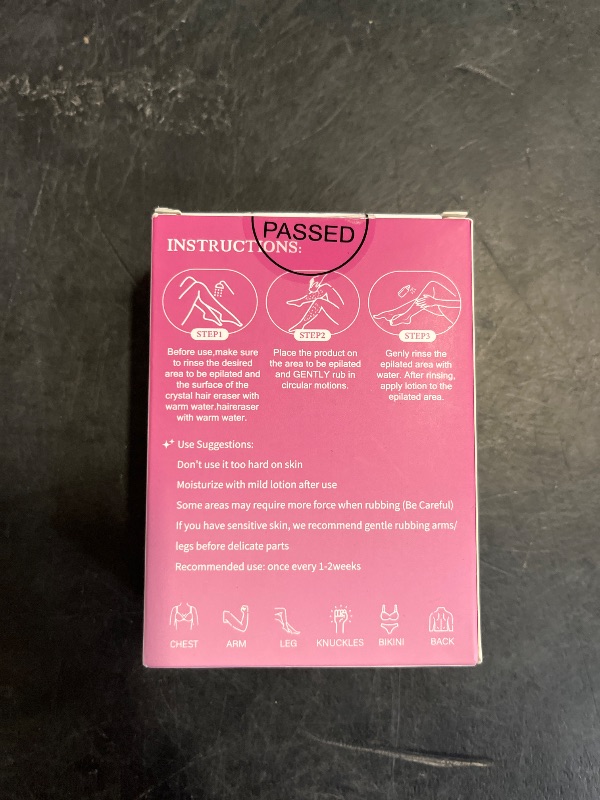 PASSED
INSTRUCTIONS:
STEP1
Before use,make sure
to rinse the desired
area to be epilated and
the surface of the
crystal hair eraser with
warm water.haireraser
with warm water.
STEP2
Place the product on
the area to be epilated
and GENTLY rub in
circular motions.
STEP3
Genly rinse the
epilated area with
water. After rinsing,
apply lotion to the
epilated area.
Use Suggestions:
Don't use it too hard on skin
Moisturize with mild lotion after use
Some areas may require more force when rubbing (Be Careful)
If you have sensitive skin, we recommend gentle rubbing arms/
legs before delicate parts
Recommended use: once every 1-2weeks
CHEST ARM LEG KNUCKLES BIKINI BACK